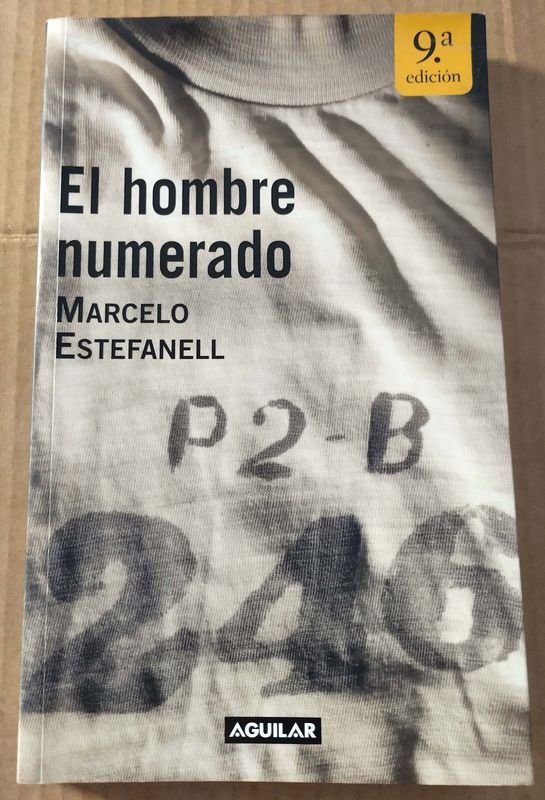 9.ª
edición
El hombre
numerado
MARCELO
ESTEFANELL
P2-B
246
AGUILAR